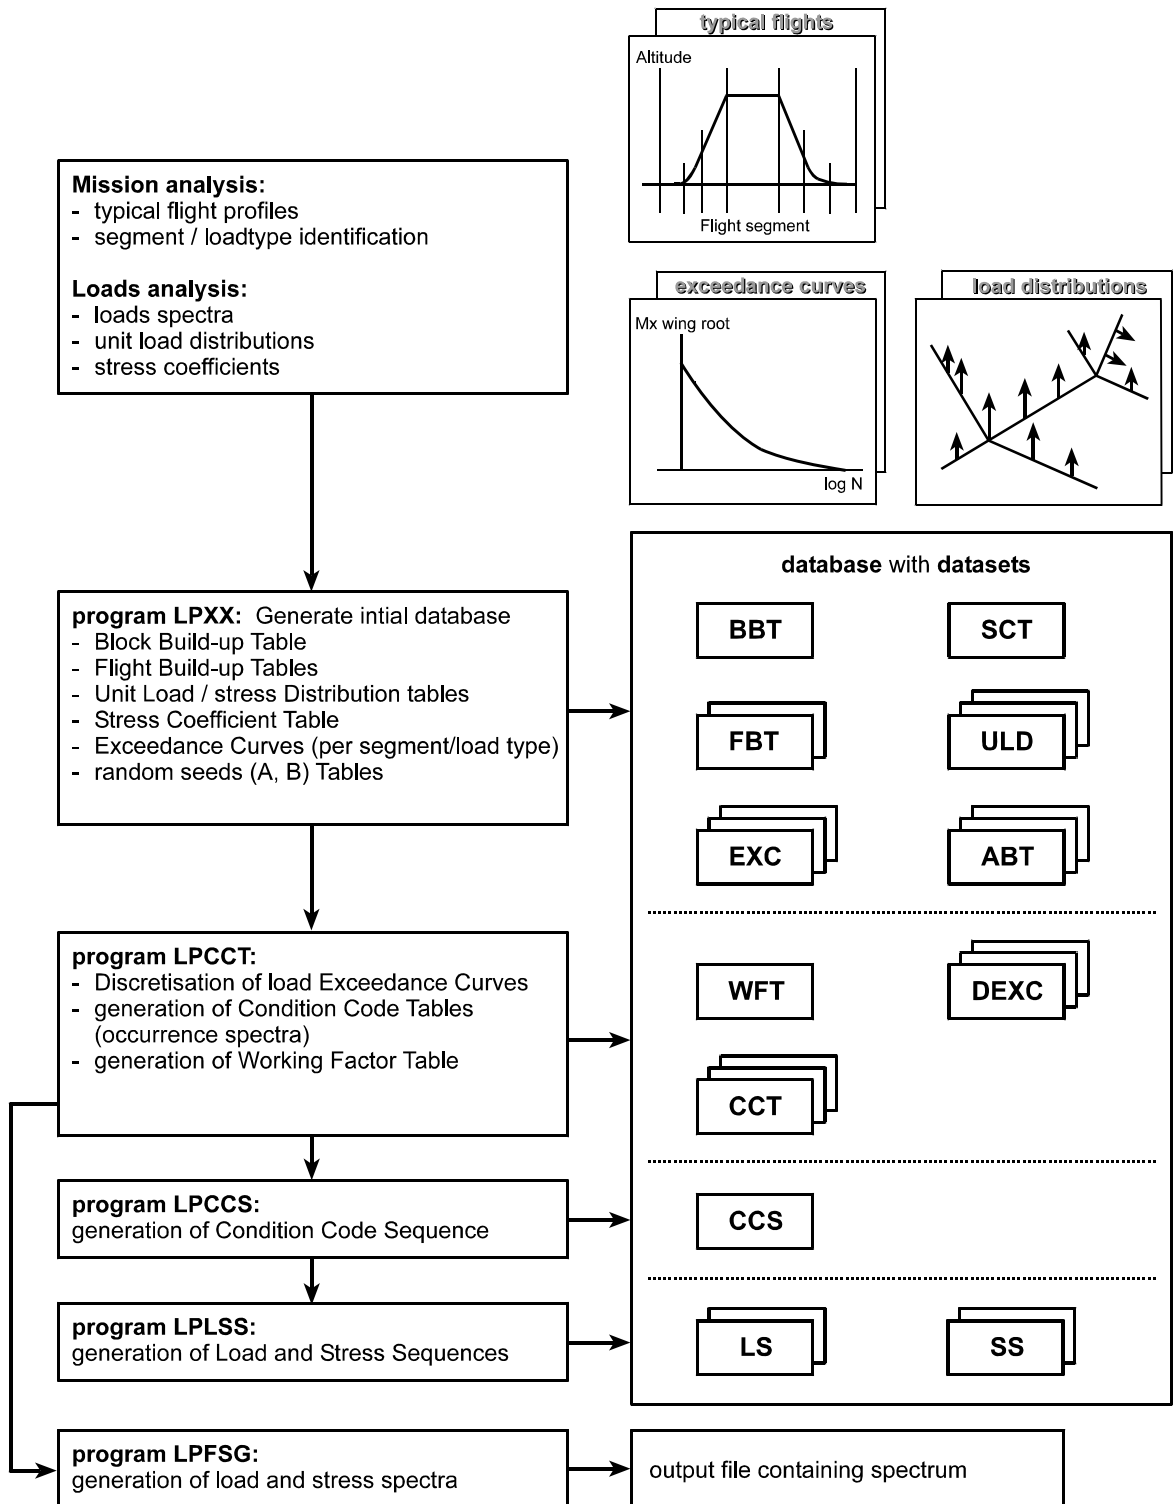 typical flights
Altitude
Flight segment
Mission analysis:
- typical flight profiles
- segment / loadtype identification
Loads analysis:
- loads spectra
- unit load distributions
- stress coefficients
exceedance curves
Mx wing root
log N
load distributions
program LPXX: Generate intial database
- Block Build-up Table
- Flight Build-up Tables
- Unit Load / stress Distribution tables
- Stress Coefficient Table
- Exceedance Curves (per segment/load type)
- random seeds (A, B) Tables
database with datasets
BBT
SCT
FBT
ULD
EXC
ABT
program LPCCT:
- Discretisation of load Exceedance Curves
- generation of Condition Code Tables
(occurrence spectra)
- generation of Working Factor Table
WFT
DEXC
CCT
program LPCCS:
generation of Condition Code Sequence
CCS
program LPLSS:
generation of Load and Stress Sequences
LS
SS
program LPFSG:
generation of load and stress spectra
output file containing spectrum